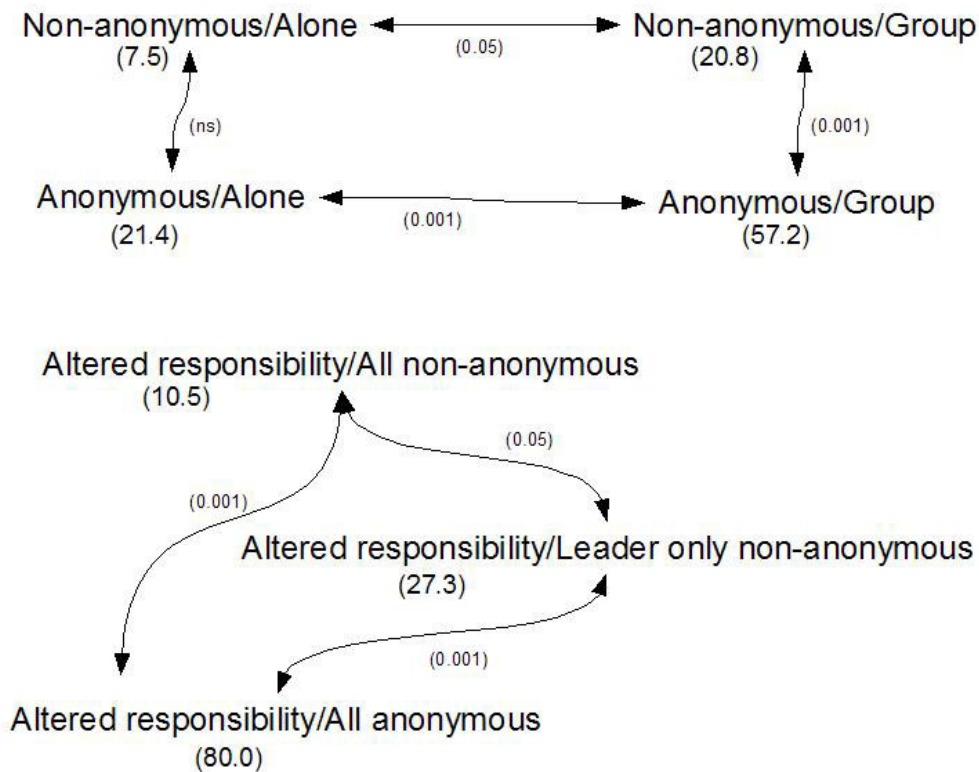 Non-anonymous/Alone (0.05) Non-anonymous/Group
(7.5) (20.8)
(ns) (0.001)
Anonymous/Alone (0.001) Anonymous/Group
(21.4) (57.2)
Altered responsibility/All non-anonymous
(10.5)
(0.05)
(0.001)
Altered responsibility/Leader only non-anonymous
(27.3)
(0.001)
Altered responsibility/All anonymous
(80.0)